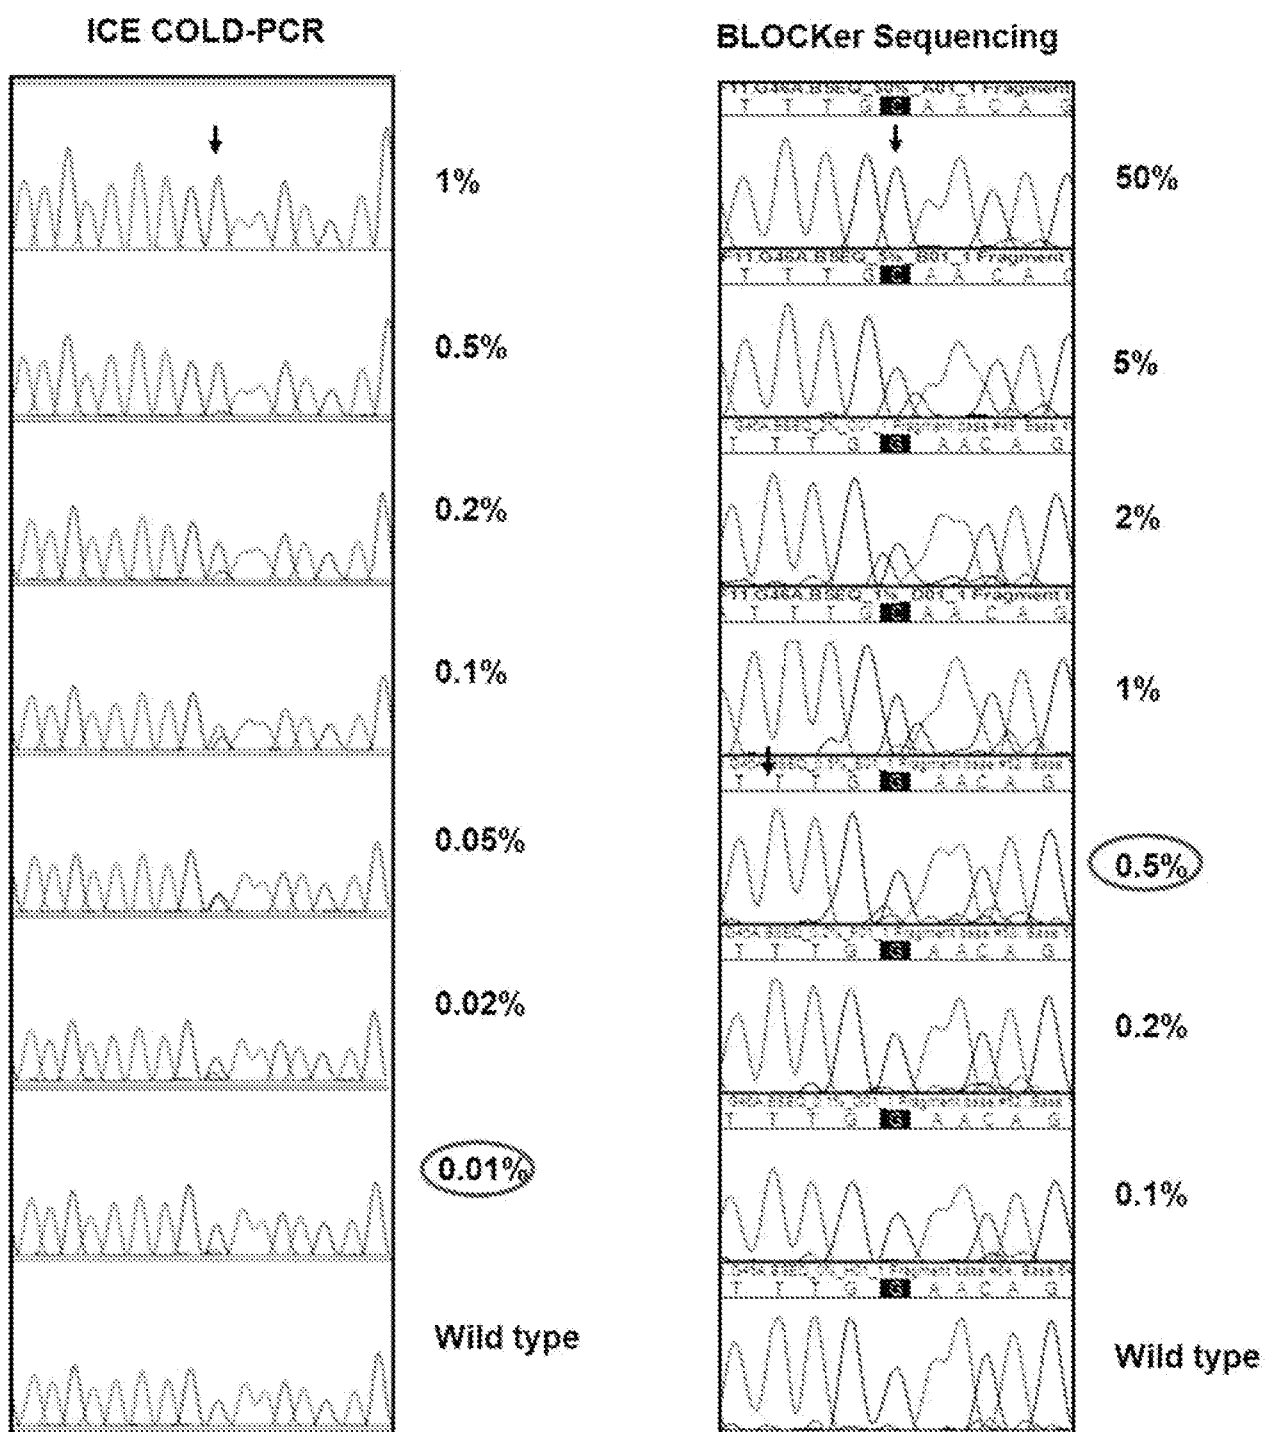 ICE COLD-PCR
1%
0.5%
0.2%
0.1%
0.05%
0.02%
0.01%
Wild type
BLOCKer Sequencing
T T T G C A A C A G
50%
T T T G C A A C A
5%
T T T G G A A C A G
2%
T T T G C A A C A G
1%
T T T G G A A C A G
0.5%
T T T G G A A C A G
0.2%
T T T G G A A C A G
0.1%
T T T G G A A C A G
Wild type